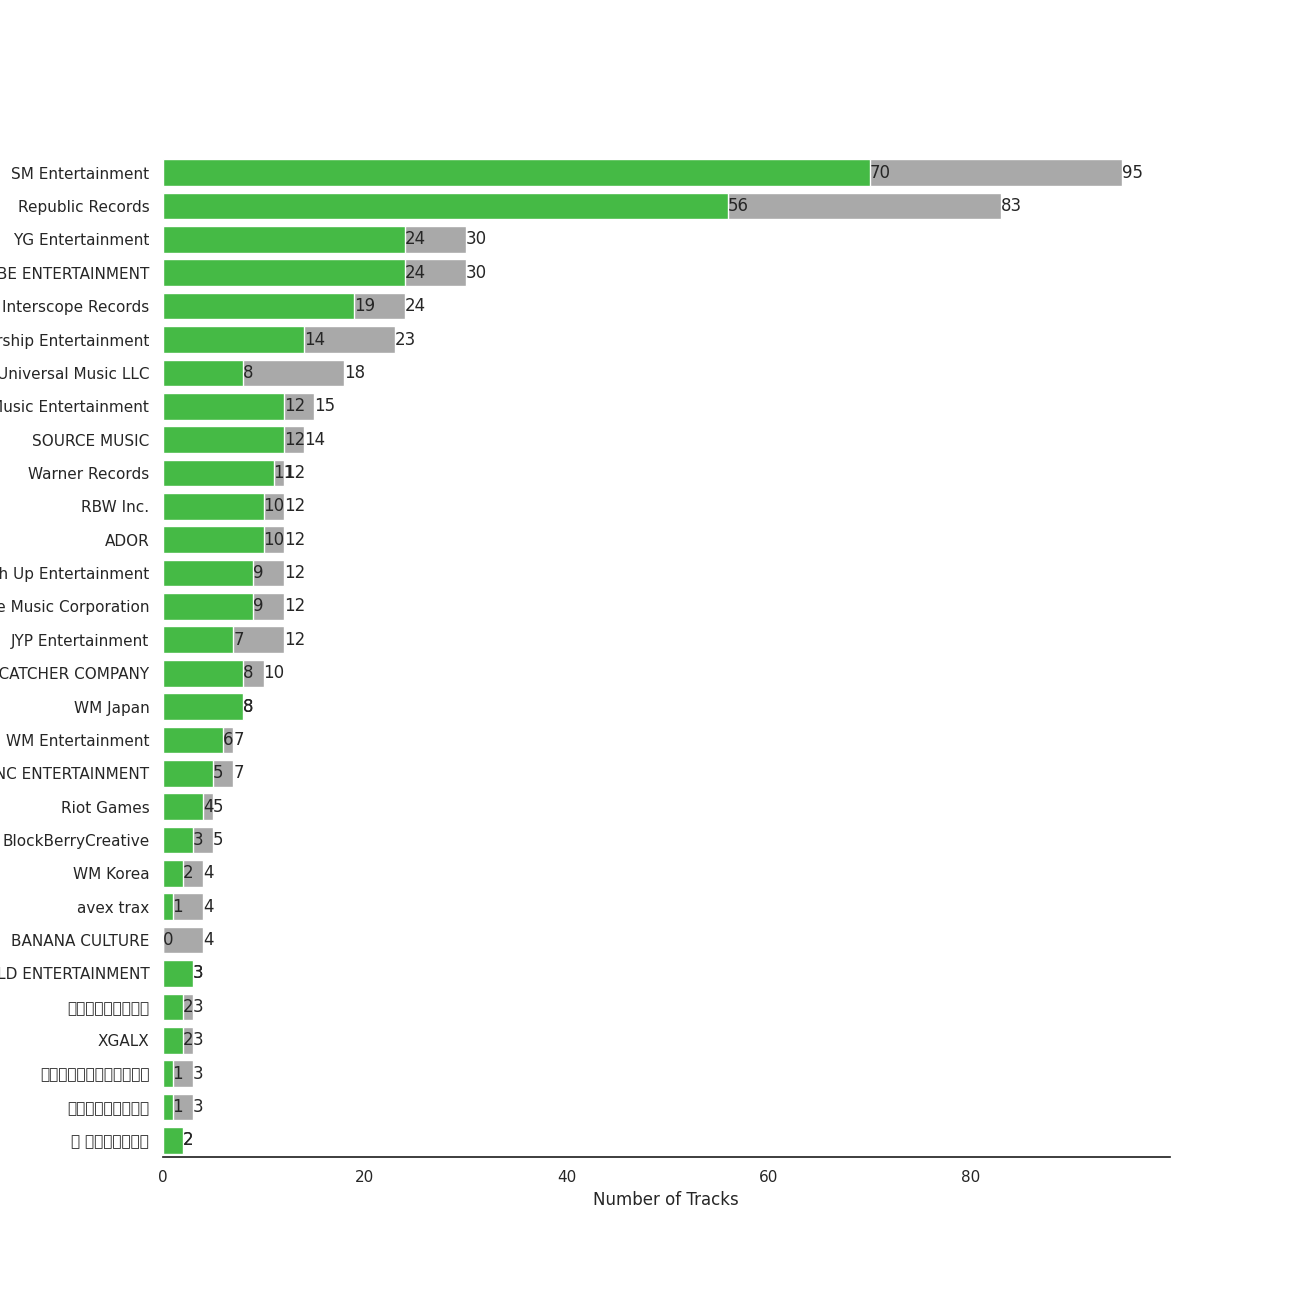 SM Entertainment 70 95
Republic Records 56 83
YG Entertainment 24 30
BE ENTERTAINMENT 24 30
Interscope Records 19 24
rship Entertainment 14 23
Universal Music LLC 8 18
Music Entertainment 12 15
SOURCE MUSIC 12 14
Warner Records 11 12
RBW Inc. 10 12
ADOR 10 12
h Up Entertainment 9 12
e Music Corporation 9 12
JYP Entertainment 7 12
CATCHER COMPANY 8 10
WM Japan 8
WM Entertainment 6 7
NC ENTERTAINMENT 5 7
Riot Games 4 5
BlockBerryCreative 3 5
WM Korea 2 4
avex trax 1 4
BANANA CULTURE 0 4
LD ENTERTAINMENT 3
2 3
XGALX 2 3
1 3
1 3
2
0 20 40 60 80
Number of Tracks